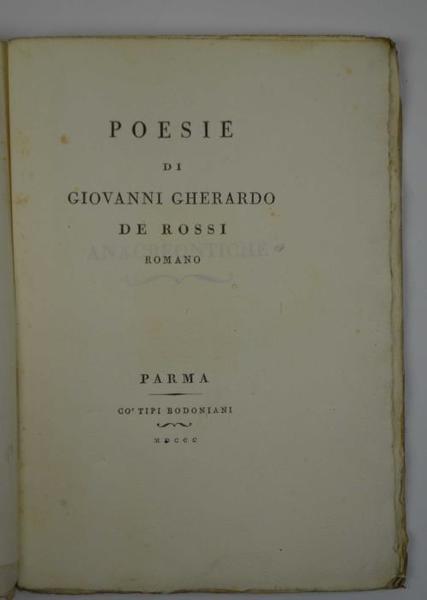 POESIE
DI
GIOVANNI GHERARDO
DE ROSSI
ANACREONTICHE
ROMANO
PARMA
CO' TIPI BODONIANI
MDCCC